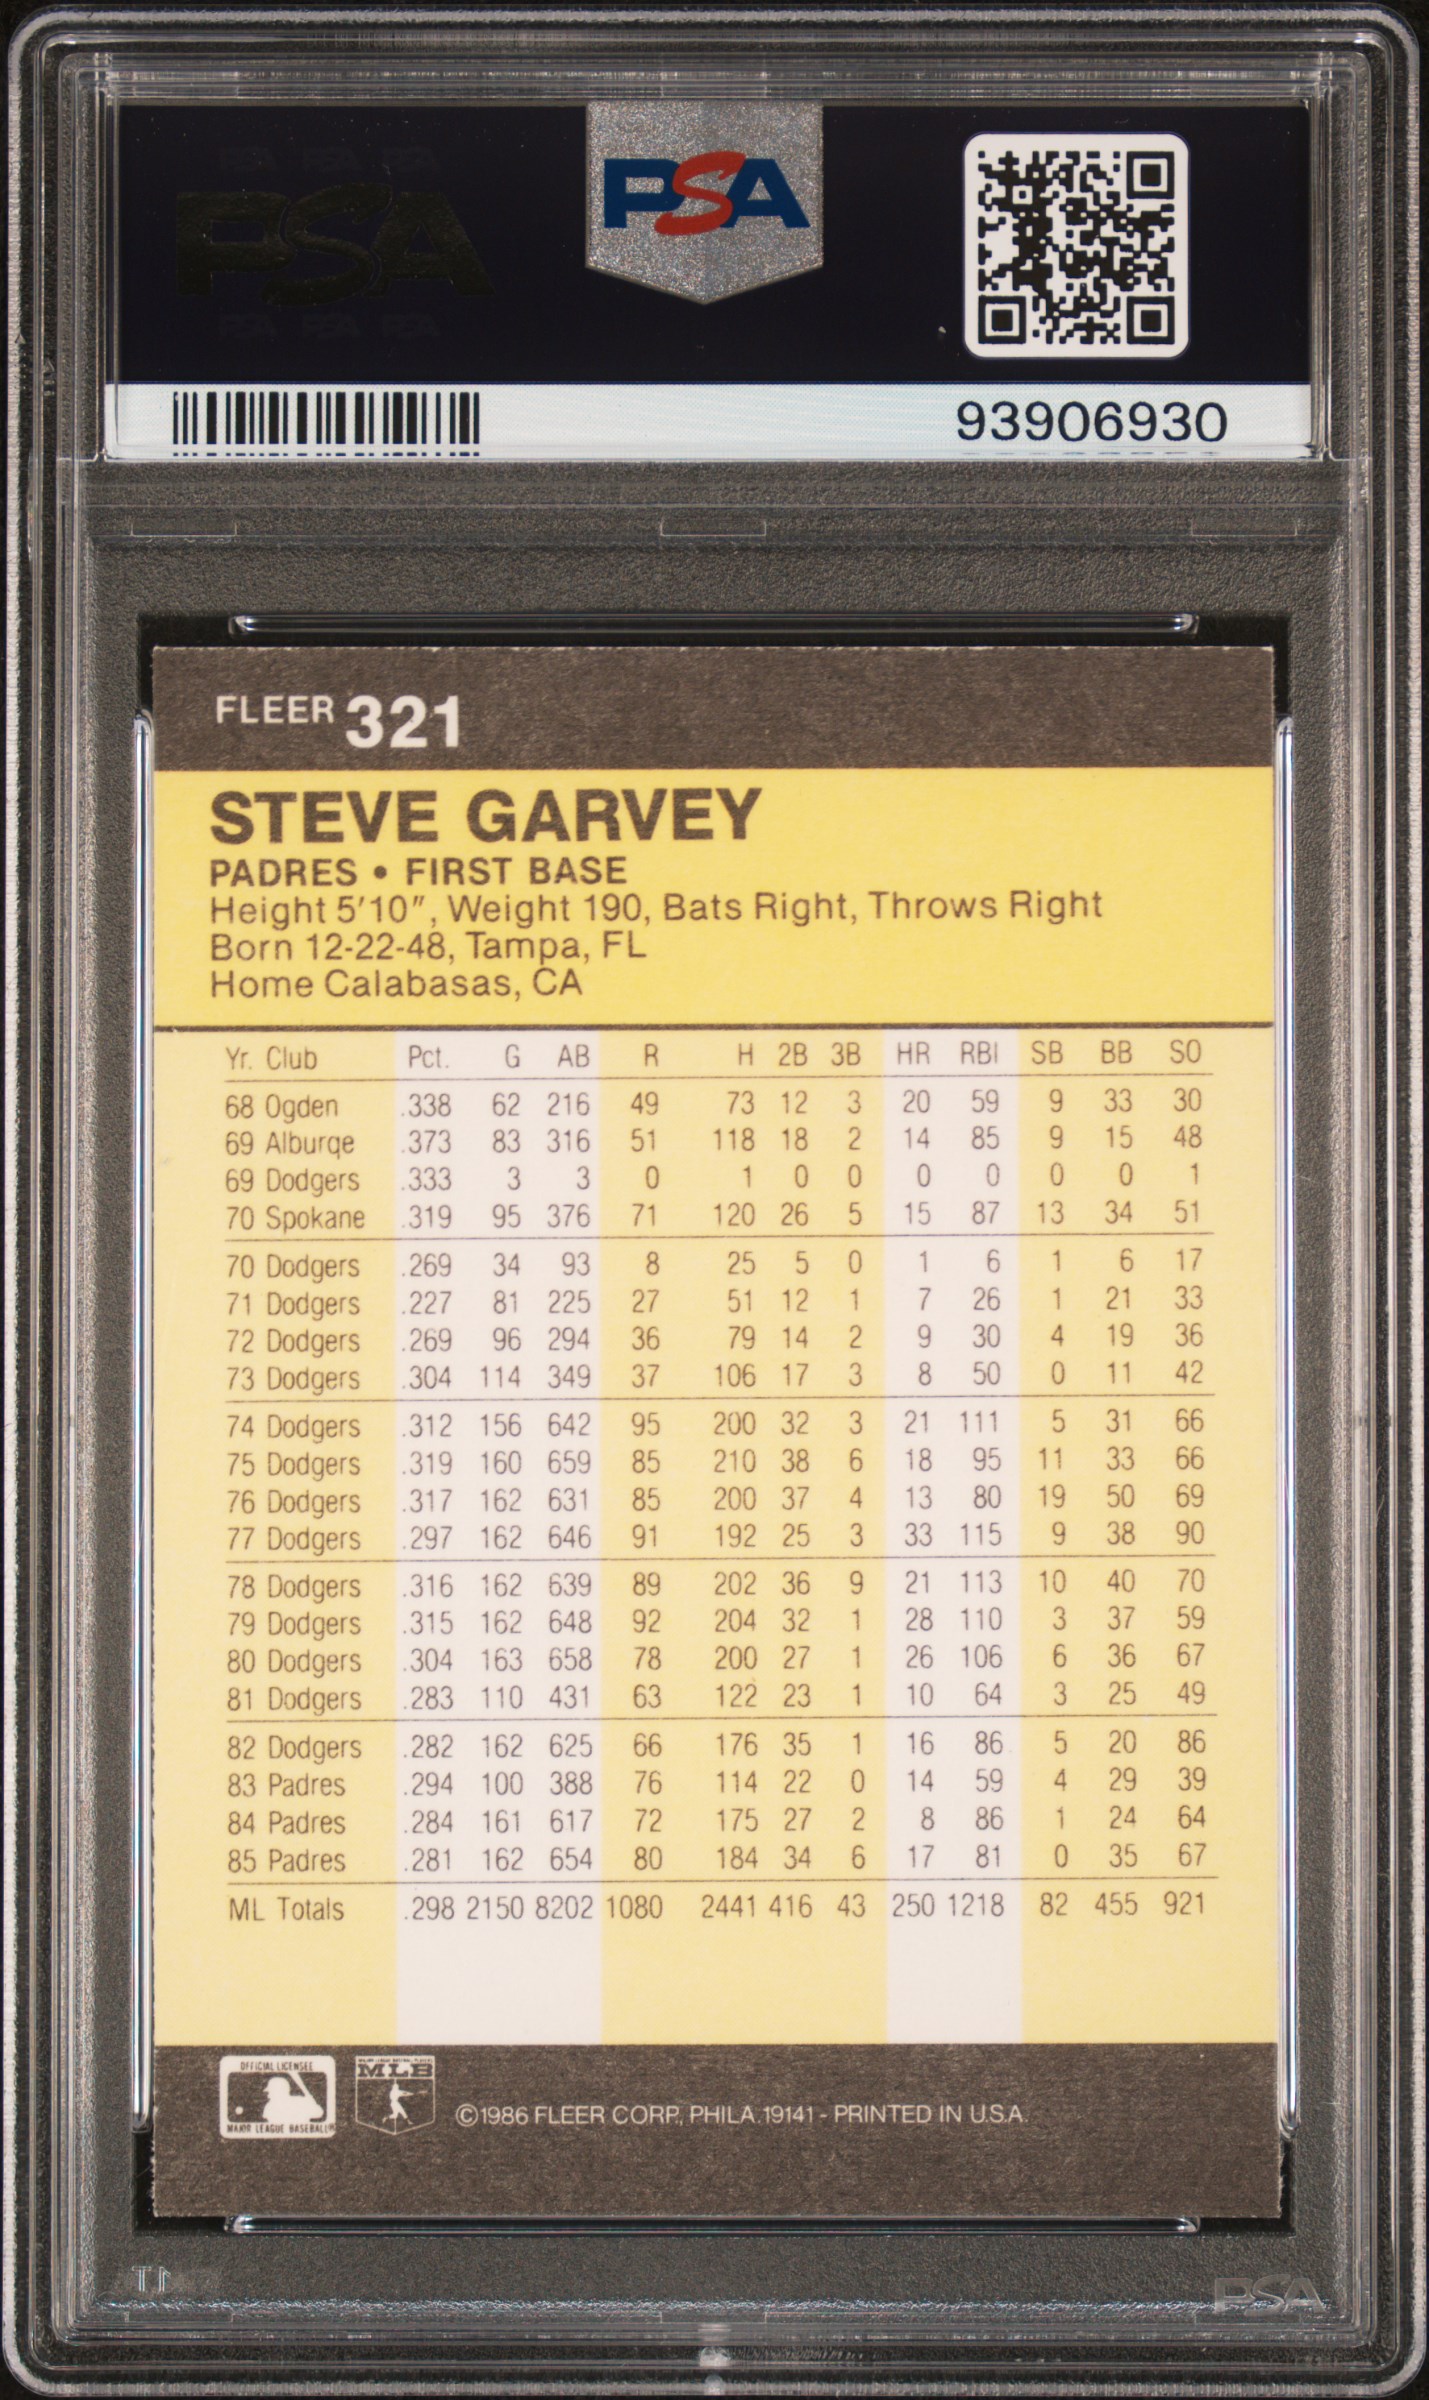 PSA
PSA
93906930
FLEER 321
STEVE GARVEY
PADRES • FIRST BASE
Height 5'10", Weight 190, Bats Right, Throws Right
Born 12-22-48, Tampa, FL
Home Calabasas, CA
Yr. Club Pct. G AB R H 2B 3B HR RBI SB BB SO
68 Ogden .338 62 216 49 73 12 3 20 59 9 33 30
69 Alburqe .373 83 316 51 118 18 2 14 85 9 15 48
69 Dodgers .333 3 3 0 1 0 0 0 0 0 0 1
70 Spokane .319 95 376 71 120 26 5 15 87 13 34 51
70 Dodgers .269 34 93 8 25 5 0 1 6 1 6 17
71 Dodgers .227 81 225 27 51 12 1 7 26 1 21 33
72 Dodgers .269 96 294 36 79 14 2 9 30 4 19 36
73 Dodgers .304 114 349 37 106 17 3 8 50 0 11 42
74 Dodgers .312 156 642 95 200 32 3 21 111 5 31 66
75 Dodgers .319 160 659 85 210 38 6 18 95 11 33 66
76 Dodgers .317 162 631 85 200 37 4 13 80 19 50 69
77 Dodgers .297 162 646 91 192 25 3 33 115 9 38 90
78 Dodgers .316 162 639 89 202 36 9 21 113 10 40 70
79 Dodgers .315 162 648 92 204 32 1 28 110 3 37 59
80 Dodgers .304 163 658 78 200 27 1 26 106 6 36 67
81 Dodgers .283 110 431 63 122 23 1 10 64 3 25 49
82 Dodgers .282 162 625 66 176 35 1 16 86 5 20 86
83 Padres .294 100 388 76 114 22 0 14 59 4 29 39
84 Padres .284 161 617 72 175 27 2 8 86 1 24 64
85 Padres .281 162 654 80 184 34 6 17 81 0 35 67
ML Totals .298 2150 8202 1080 2441 416 43 250 1218 82 455 921
OFFICIAL LICENSEE
MAJOR LEAGUE BASEBALL
MLB
©1986 FLEER CORP., PHILA. 19141 - PRINTED IN U.S.A.
PSA